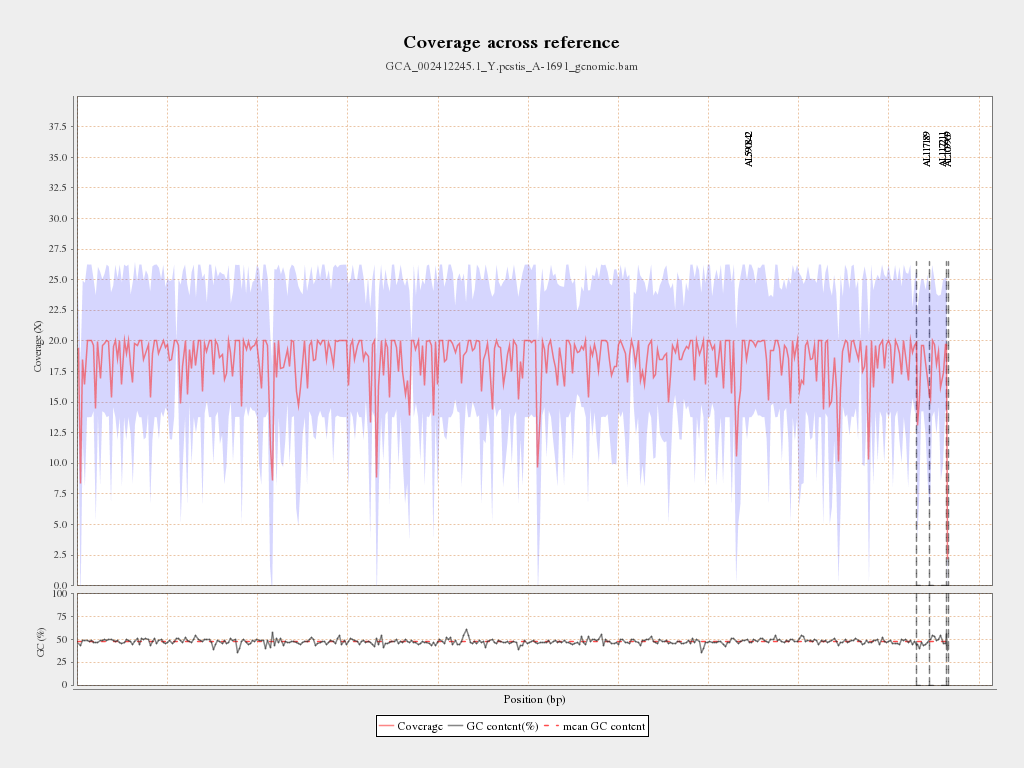 Coverage across reference
GCA_002412245.1_Y.pestis_A-1691_genomic.bam
37.5
35.0
32.5
30.0
27.5
25.0
22.5
20.0
17.5
15.0
12.5
10.0
7.5
5.0
2.5
0.0
Coverage (X)
AL590842
AL117189
100
75
50
25
0
GC (%)
Position (bp)
Coverage GC content(%) mean GC content